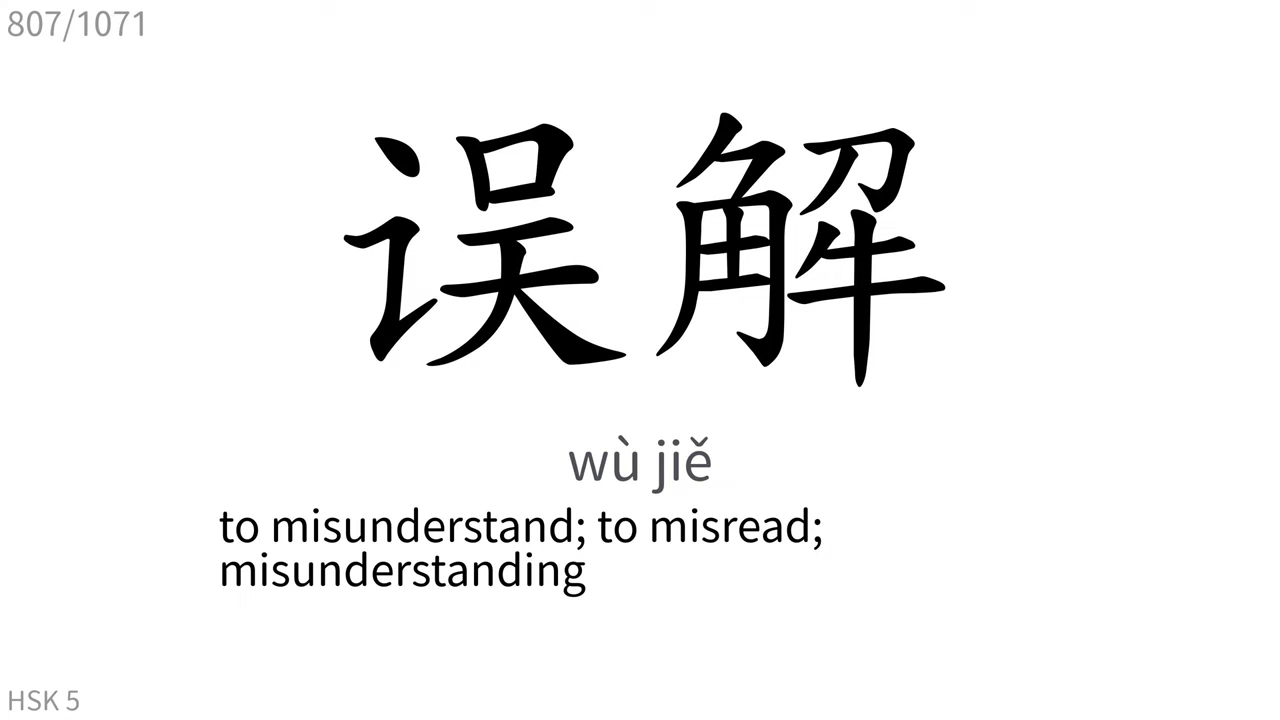 807/1071
误解
wù jiě
to misunderstand; to misread;
misunderstanding
HSK 5